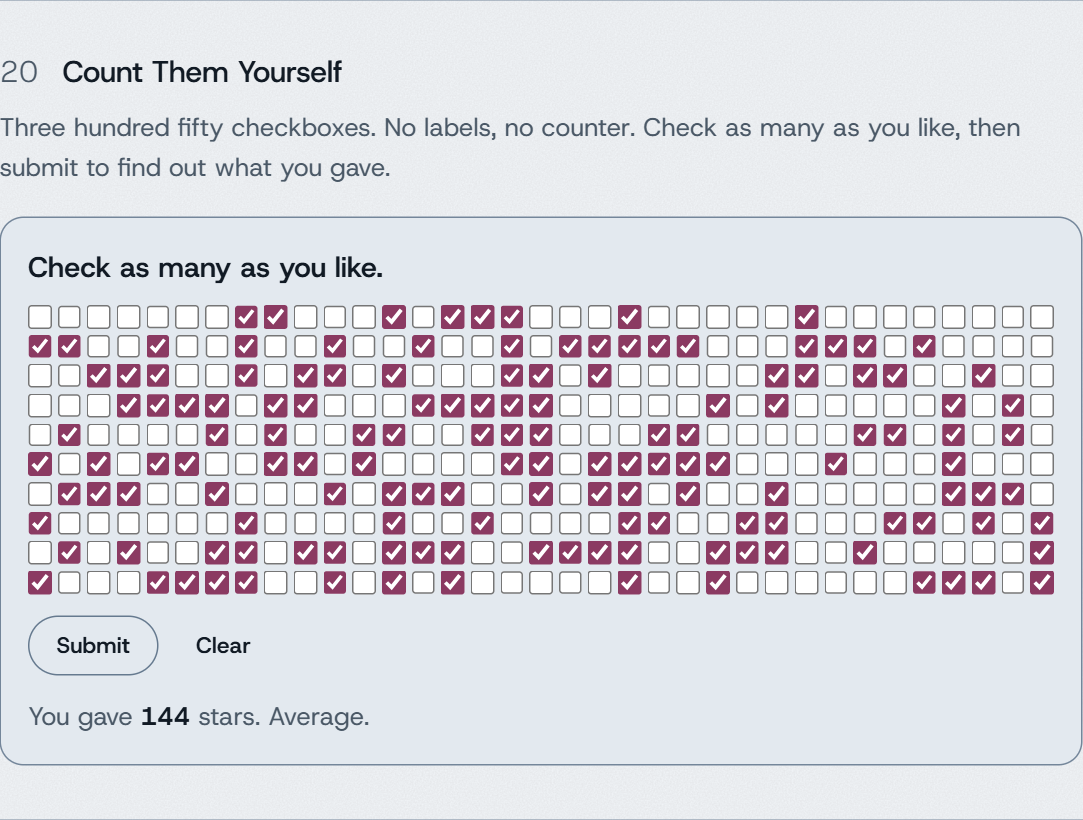 20 Count Them Yourself
Three hundred fifty checkboxes. No labels, no counter. Check as many as you like, then
submit to find out what you gave.
Check as many as you like.
Submit Clear
You gave 144 stars. Average.